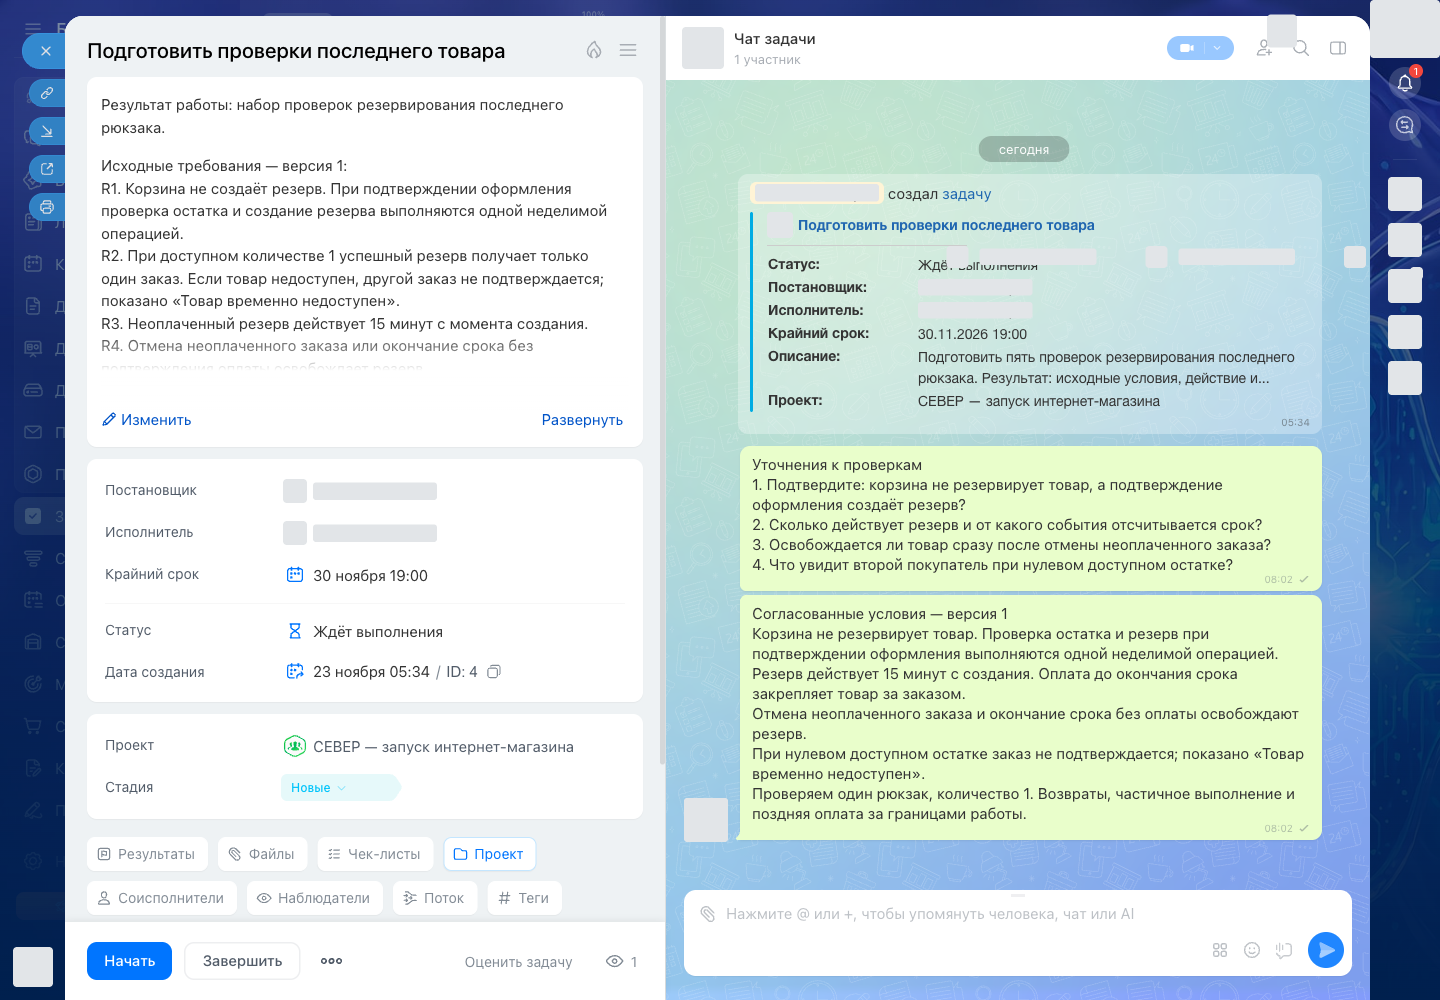 Подготовить проверки последнего товара
Результат работы: набор проверок резервирования последнего
рюкзака.
Исходные требования — версия 1:
R1. Корзина не создаёт резерв. При подтверждении оформления
проверка остатка и создание резерва выполняются одной неделимой
операцией.
R2. При доступном количестве 1 успешный резерв получает только
один заказ. Если товар недоступен, другой заказ не подтверждается;
показано «Товар временно недоступен».
R3. Неоплаченный резерв действует 15 минут с момента создания.
R4. Отмена неоплаченного заказа или окончание срока без
подтверждения оплаты освобождает резерв.
Изменить
Развернуть
Постановщик
Исполнитель
Крайний срок
30 ноября 19:00
Статус
Ждёт выполнения
Дата создания
23 ноября 05:34 / ID: 4
Проект
СЕВЕР — запуск интернет-магазина
Стадия
Новые
Результаты
Файлы
Чек-листы
Проект
Соисполнители
Наблюдатели
Поток
Теги
Начать
Завершить
Оценить задачу
1
Чат задачи
1 участник
сегодня
создал задачу
Подготовить проверки последнего товара
Статус:
Ждёт выполнения
Постановщик:
Исполнитель:
Крайний срок:
30.11.2026 19:00
Описание:
Подготовить пять проверок резервирования последнего
рюкзака. Результат: исходные условия, действие и...
Проект:
СЕВЕР — запуск интернет-магазина
05:34
Уточнения к проверкам
1. Подтвердите: корзина не резервирует товар, а подтверждение
оформления создаёт резерв?
2. Сколько действует резерв и от какого события отсчитывается срок?
3. Освобождается ли товар сразу после отмены неоплаченного заказа?
4. Что увидит второй покупатель при нулевом доступном остатке?
08:02
Согласованные условия — версия 1
Корзина не резервирует товар. Проверка остатка и резерв при
подтверждении оформления выполняются одной неделимой операцией.
Резерв действует 15 минут с создания. Оплата до окончания срока
закрепляет товар за заказом.
Отмена неоплаченного заказа и окончание срока без оплаты освобождают
резерв.
При нулевом доступном остатке заказ не подтверждается; показано «Товар
временно недоступен».
Проверяем один рюкзак, количество 1. Возвраты, частичное выполнение и
поздняя оплата за границами работы.
08:02
Нажмите @ или +, чтобы упомянуть человека, чат или AI
1
100%